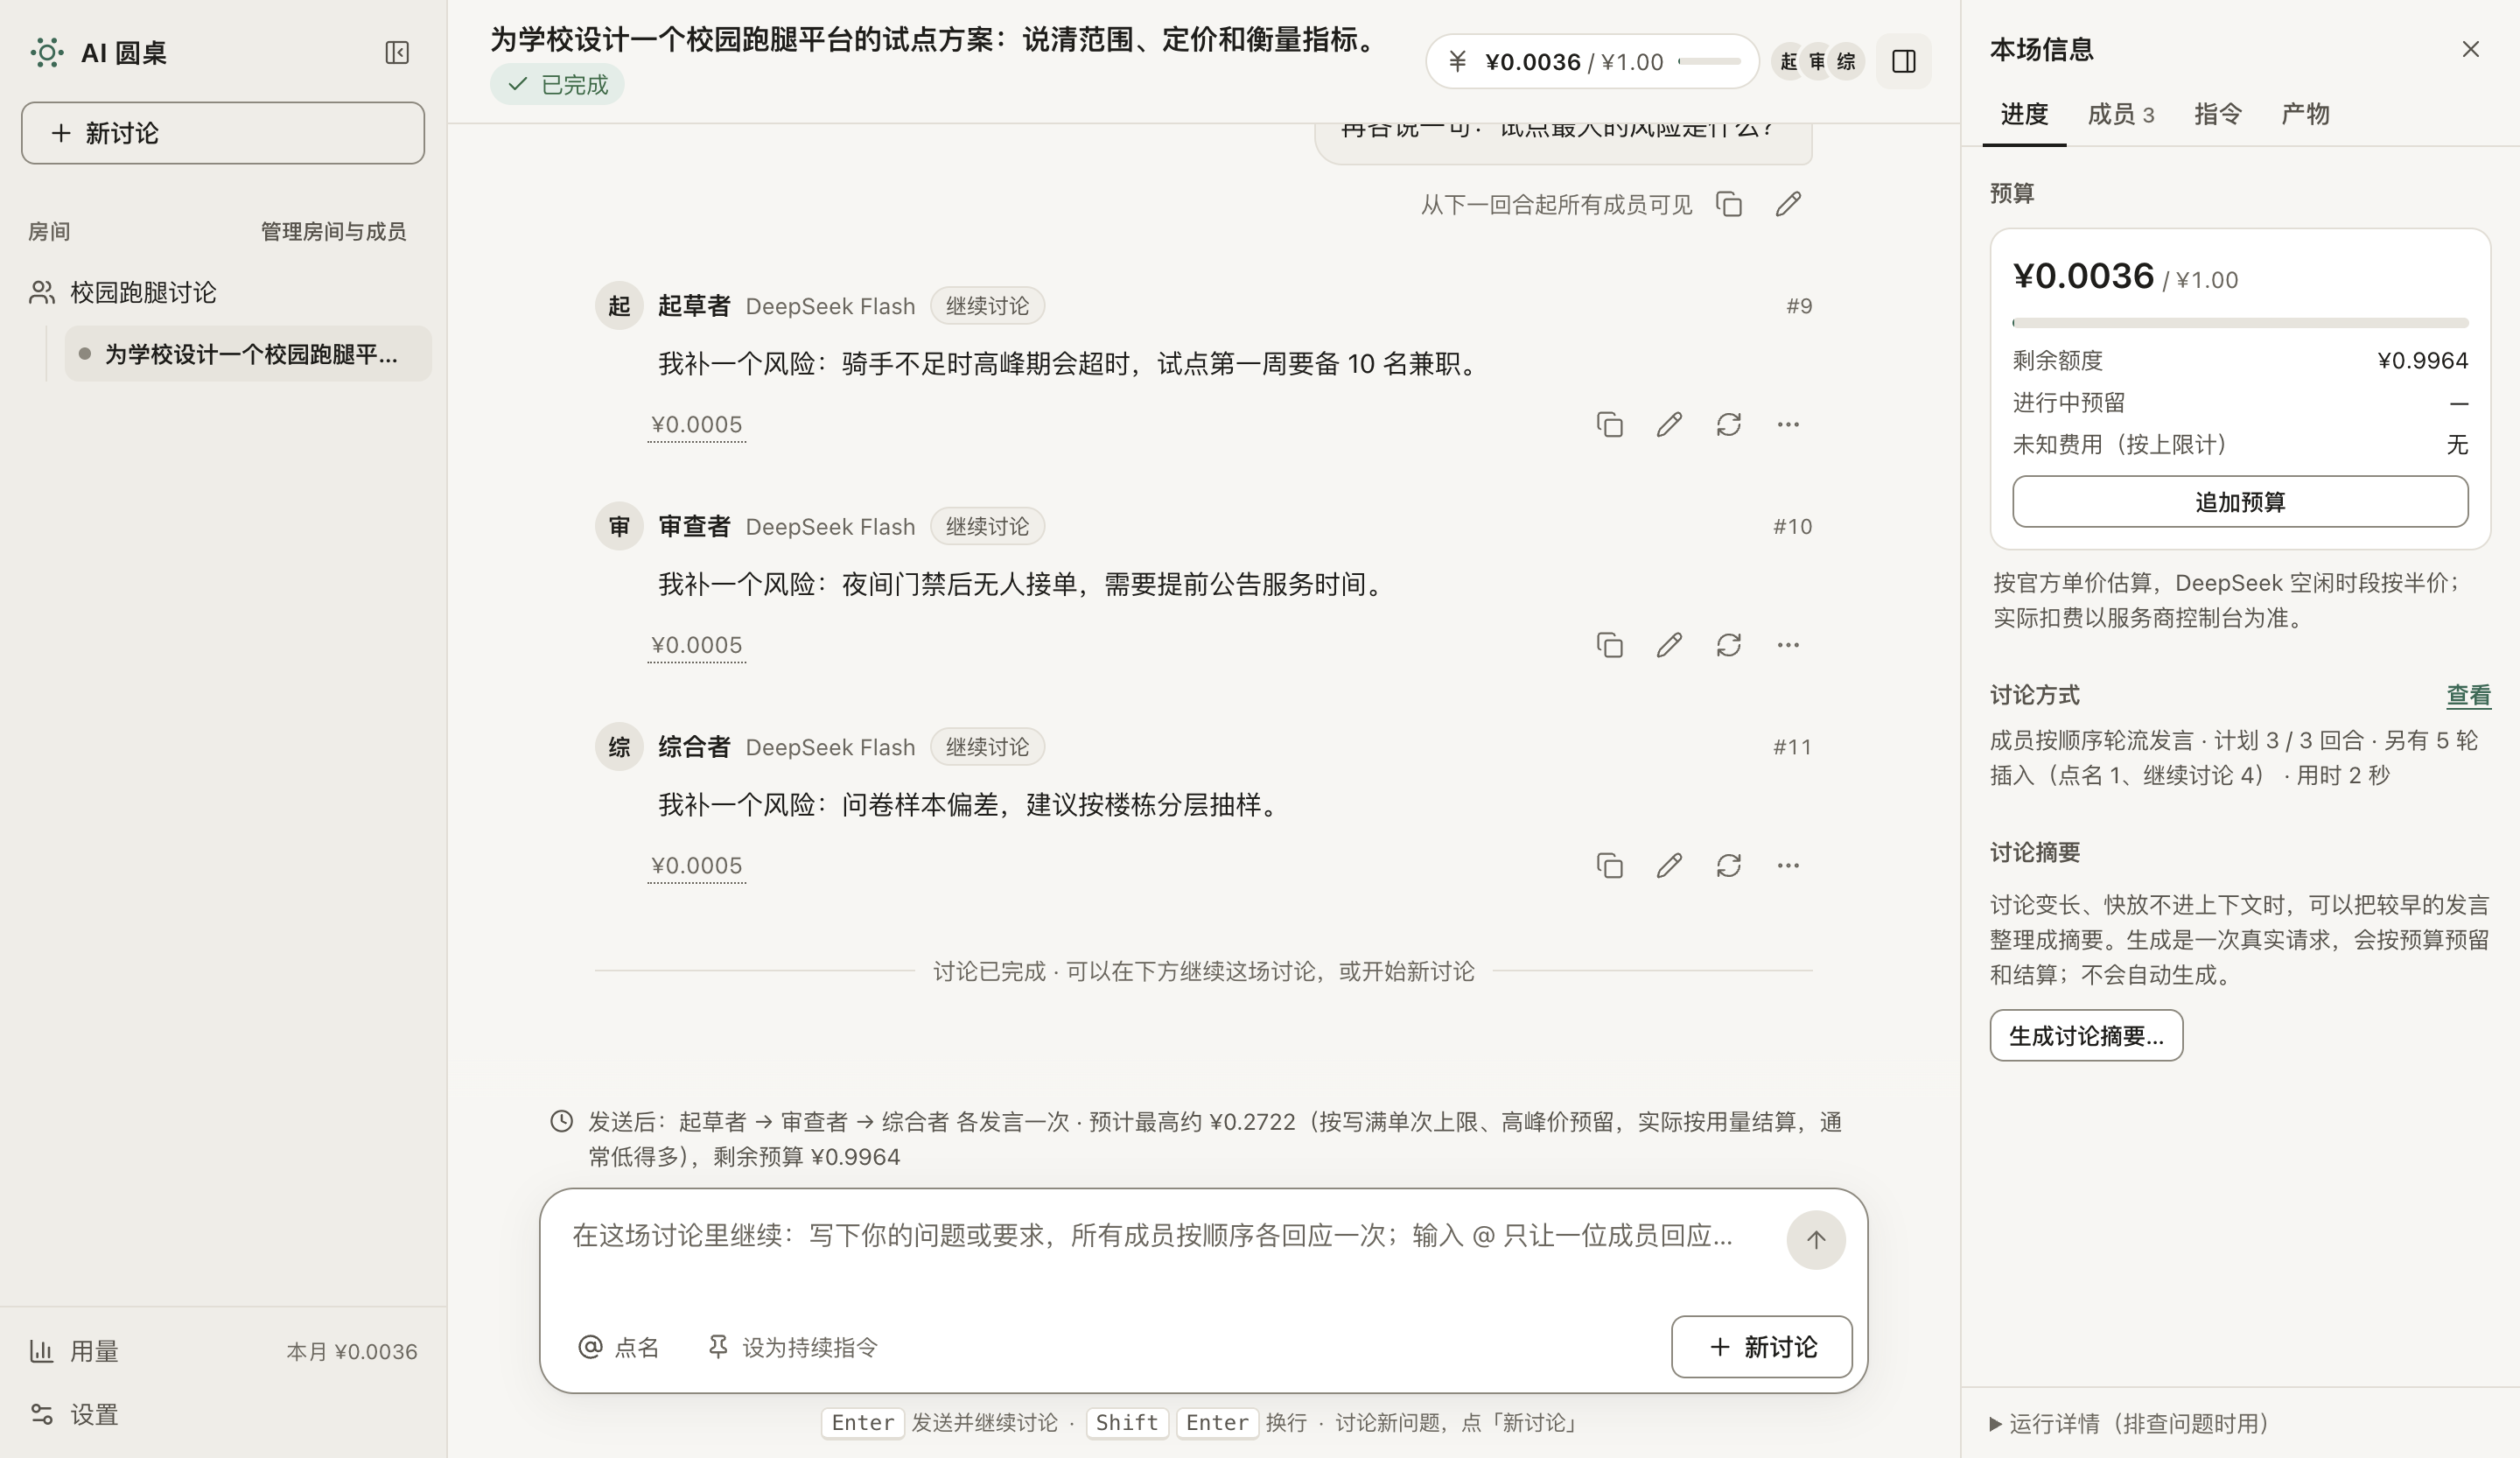 AI 圆桌
新讨论
房间
管理房间与成员
校园跑腿讨论
为学校设计一个校园跑腿平...
用量
本月 ¥0.0036
设置
为学校设计一个校园跑腿平台的试点方案：说清范围、定价和衡量指标。
已完成
¥0.0036 / ¥1.00
起 审 综
再各说一句：试点最大的风险是什么？
从下一回合起所有成员可见
起 起草者 DeepSeek Flash 继续讨论 #9
我补一个风险：骑手不足时高峰期会超时，试点第一周要备 10 名兼职。
¥0.0005
审 审查者 DeepSeek Flash 继续讨论 #10
我补一个风险：夜间门禁后无人接单，需要提前公告服务时间。
¥0.0005
综 综合者 DeepSeek Flash 继续讨论 #11
我补一个风险：问卷样本偏差，建议按楼栋分层抽样。
¥0.0005
讨论已完成 · 可以在下方继续这场讨论，或开始新讨论
发送后：起草者 → 审查者 → 综合者 各发言一次 · 预计最高约 ¥0.2722（按写满单次上限、高峰价预留，实际按用量结算，通
常低得多），剩余预算 ¥0.9964
在这场讨论里继续：写下你的问题或要求，所有成员按顺序各回应一次；输入 @ 只让一位成员回应...
点名
设为持续指令
新讨论
Enter 发送并继续讨论 · Shift Enter 换行 · 讨论新问题，点「新讨论」
本场信息
进度 成员 3 指令 产物
预算
¥0.0036 / ¥1.00
剩余额度 ¥0.9964
进行中预留 —
未知费用（按上限计） 无
追加预算
按官方单价估算，DeepSeek 空闲时段按半价；
实际扣费以服务商控制台为准。
讨论方式 查看
成员按顺序轮流发言 · 计划 3 / 3 回合 · 另有 5 轮
插入（点名 1、继续讨论 4） · 用时 2 秒
讨论摘要
讨论变长、快放不进上下文时，可以把较早的发言
整理成摘要。生成是一次真实请求，会按预算预留
和结算；不会自动生成。
生成讨论摘要...
运行详情（排查问题时用）